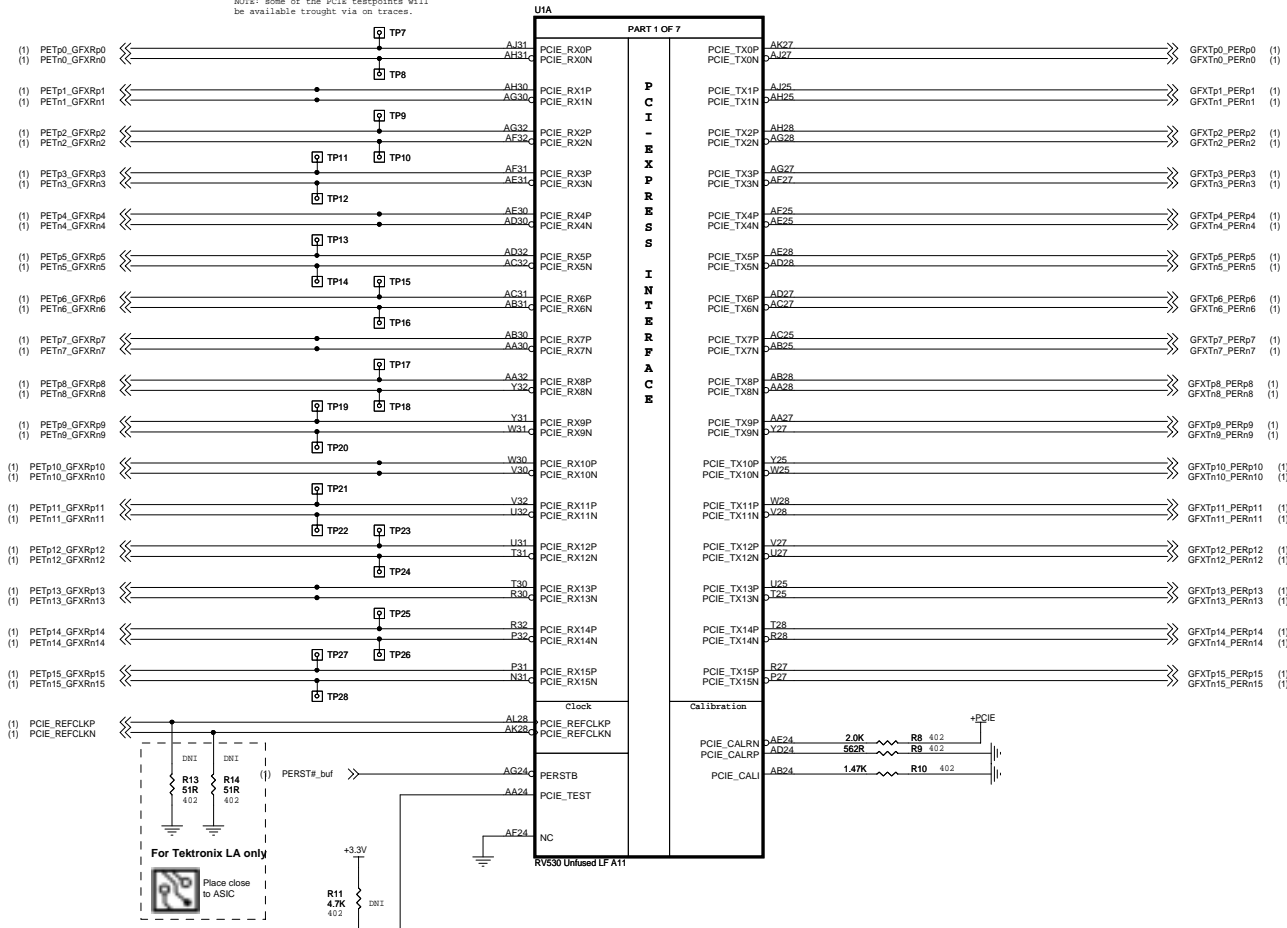 NOTE: some of the PCIE testpoints will
be available trought via on traces.
U1A
PART 1 OF 7
PCI-EXPRESS INTERFACE
TP7
(1) PETp0_GFXRp0 AJ31 PCIE_RX0P PCIE_TX0P AK27 GFXTp0_PERp0 (1)
(1) PETn0_GFXRn0 AH31 PCIE_RX0N PCIE_TX0N AJ27 GFXTn0_PERn0 (1)
TP8
(1) PETp1_GFXRp1 AH30 PCIE_RX1P PCIE_TX1P AJ25 GFXTp1_PERp1 (1)
(1) PETn1_GFXRn1 AG30 PCIE_RX1N PCIE_TX1N AH25 GFXTn1_PERn1 (1)
TP9
(1) PETp2_GFXRp2 AG32 PCIE_RX2P PCIE_TX2P AH28 GFXTp2_PERp2 (1)
(1) PETn2_GFXRn2 AF32 PCIE_RX2N PCIE_TX2N AG28 GFXTn2_PERn2 (1)
TP11 TP10
(1) PETp3_GFXRp3 AF31 PCIE_RX3P PCIE_TX3P AG27 GFXTp3_PERp3 (1)
(1) PETn3_GFXRn3 AE31 PCIE_RX3N PCIE_TX3N AF27 GFXTn3_PERn3 (1)
TP12
(1) PETp4_GFXRp4 AE30 PCIE_RX4P PCIE_TX4P AF25 GFXTp4_PERp4 (1)
(1) PETn4_GFXRn4 AD30 PCIE_RX4N PCIE_TX4N AE25 GFXTn4_PERn4 (1)
TP13
(1) PETp5_GFXRp5 AD32 PCIE_RX5P PCIE_TX5P AE28 GFXTp5_PERp5 (1)
(1) PETn5_GFXRn5 AC32 PCIE_RX5N PCIE_TX5N AD28 GFXTn5_PERn5 (1)
TP14 TP15
(1) PETp6_GFXRp6 AC31 PCIE_RX6P PCIE_TX6P AD27 GFXTp6_PERp6 (1)
(1) PETn6_GFXRn6 AB31 PCIE_RX6N PCIE_TX6N AC27 GFXTn6_PERn6 (1)
TP16
(1) PETp7_GFXRp7 AB30 PCIE_RX7P PCIE_TX7P AC25 GFXTp7_PERp7 (1)
(1) PETn7_GFXRn7 AA30 PCIE_RX7N PCIE_TX7N AB25 GFXTn7_PERn7 (1)
TP17
(1) PETp8_GFXRp8 AA32 PCIE_RX8P PCIE_TX8P AB28 GFXTp8_PERp8 (1)
(1) PETn8_GFXRn8 Y32 PCIE_RX8N PCIE_TX8N AA28 GFXTn8_PERn8 (1)
TP19 TP18
(1) PETp9_GFXRp9 Y31 PCIE_RX9P PCIE_TX9P AA27 GFXTp9_PERp9 (1)
(1) PETn9_GFXRn9 W31 PCIE_RX9N PCIE_TX9N Y27 GFXTn9_PERn9 (1)
TP20
(1) PETp10_GFXRp10 W30 PCIE_RX10P PCIE_TX10P Y25 GFXTp10_PERp10 (1)
(1) PETn10_GFXRn10 V30 PCIE_RX10N PCIE_TX10N W25 GFXTn10_PERn10 (1)
TP21
(1) PETp11_GFXRp11 V32 PCIE_RX11P PCIE_TX11P W28 GFXTp11_PERp11 (1)
(1) PETn11_GFXRn11 U32 PCIE_RX11N PCIE_TX11N V28 GFXTn11_PERn11 (1)
TP22 TP23
(1) PETp12_GFXRp12 U31 PCIE_RX12P PCIE_TX12P V27 GFXTp12_PERp12 (1)
(1) PETn12_GFXRn12 T31 PCIE_RX12N PCIE_TX12N U27 GFXTn12_PERn12 (1)
TP24
(1) PETp13_GFXRp13 T30 PCIE_RX13P PCIE_TX13P U25 GFXTp13_PERp13 (1)
(1) PETn13_GFXRn13 R30 PCIE_RX13N PCIE_TX13N T25 GFXTn13_PERn13 (1)
TP25
(1) PETp14_GFXRp14 R32 PCIE_RX14P PCIE_TX14P T28 GFXTp14_PERp14 (1)
(1) PETn14_GFXRn14 P32 PCIE_RX14N PCIE_TX14N R28 GFXTn14_PERn14 (1)
TP27 TP26
(1) PETp15_GFXRp15 P31 PCIE_RX15P PCIE_TX15P R27 GFXTp15_PERp15 (1)
(1) PETn15_GFXRn15 N31 PCIE_RX15N PCIE_TX15N P27 GFXTn15_PERn15 (1)
TP28
Clock Calibration
(1) PCIE_REFCLKP AL28 PCIE_REFCLKP +PCIE
(1) PCIE_REFCLKN AK28 PCIE_REFCLKN
PCIE_CALRN AE24 2.0K R8 402
PCIE_CALRP AD24 562R R9 402
PCIE_CALI AB24 1.47K R10 402
DNI DNI
R13 R14
51R 51R
402 402
(1) PERST#_buf AG24 PERSTB
AA24 PCIE_TEST
AF24 NC
RV530 Unfused LF A11
For Tektronix LA only
Place close
to ASIC
+3.3V
R11
4.7K DNI
402